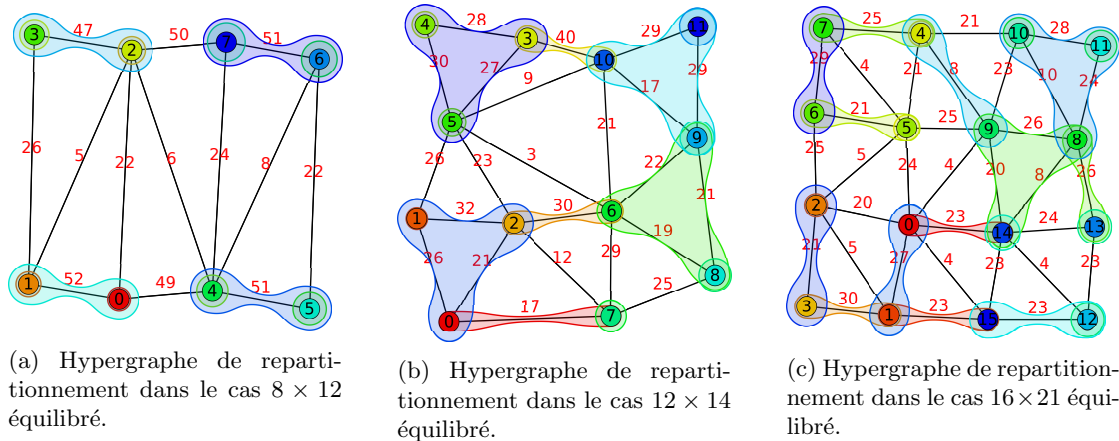 3 47 2 50 7 51 6
26 5 22 6 24 8 22
1 52 0 49 4 51 5
(a) Hypergraphe de reparti-
tionnement dans le cas 8 × 12
équilibré.
4 28 3 40 10 29 11
30 27 9 17 29
5 21 9
26 23 3 22 21
1 32 2 30 6 19 8
26 21 12 29 25
0 17 7
(b) Hypergraphe de reparti-
tionnement dans le cas 12 × 14
équilibré.
7 25 4 21 10 28 11
29 4 21 8 23 10 24
6 21 5 25 9 26 8
25 5 24 4 20 8 26
2 20 0 23 14 24 13
21 5 27 4 23 4 23
3 30 1 23 15 23 12
(c) Hypergraphe de repartition-
nement dans le cas 16×21 équi-
libré.